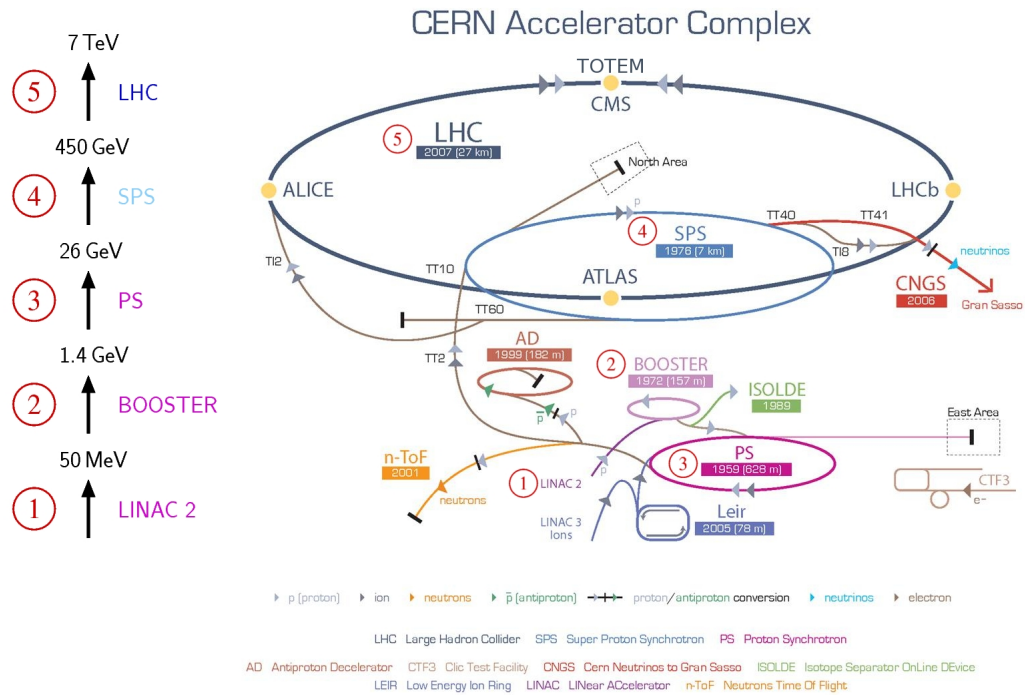 CERN Accelerator Complex
7 TeV
5
LHC
450 GeV
4
SPS
26 GeV
3
PS
1.4 GeV
2
BOOSTER
50 MeV
1
LINAC 2
TOTEM
CMS
5
LHC
2007 (27 km)
North Area
ALICE
LHCb
p
TT40
TT41
4
SPS
1976 (7 km)
TI8
neutrinos
TI2
TT10
ATLAS
CNGS
2006
Gran Sasso
TT60
AD
1999 (182 m)
TT2
2
BOOSTER
1972 (157 m)
ISOLDE
1989
p̅
p
East Area
n-ToF
2001
3
PS
1959 (628 m)
p
1
LINAC 2
neutrons
CTF3
e-
LINAC 3
Ions
Leir
2005 (78 m)
p (proton)
ion
neutrons
p̅ (antiproton)
proton/antiproton conversion
neutrinos
electron
LHC Large Hadron Collider SPS Super Proton Synchrotron PS Proton Synchrotron
AD Antiproton Decelerator CTF3 Clic Test Facility CNGS Cern Neutrinos to Gran Sasso ISOLDE Isotope Separator OnLine DEvice
LEIR Low Energy Ion Ring LINAC LINear ACcelerator n-ToF Neutrons Time Of Flight